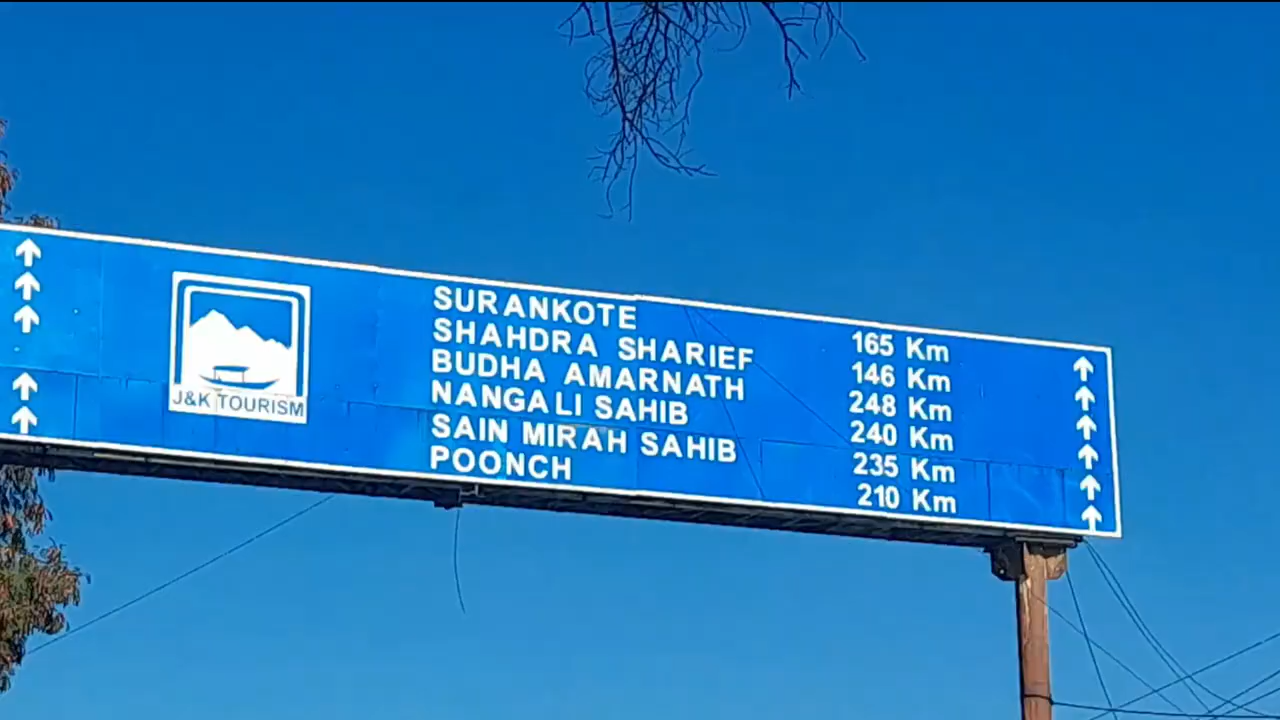 J&K TOURISM
SURANKOTE 165 Km
SHAHDRA SHARIEF 146 Km
BUDHA AMARNATH 248 Km
NANGALI SAHIB 240 Km
SAIN MIRAH SAHIB 235 Km
POONCH 210 Km